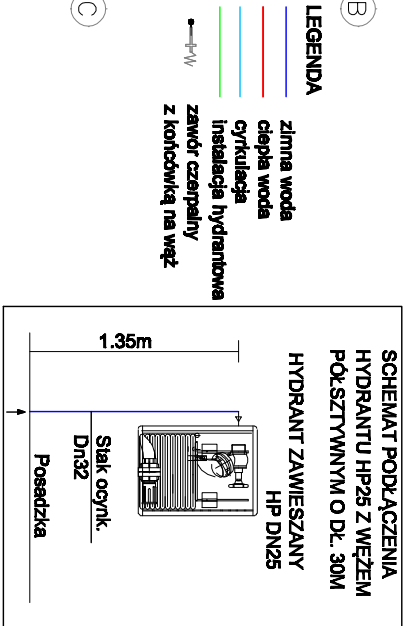 B
C
LEGENDA
zimna woda
ciepła woda
cyrkulacja
instalacja hydrantowa
zawór czerpalny
z końcówką na wąż
SCHEMAT PODŁĄCZENIA
HYDRANTU HP25 Z WĘŻEM
PÓŁSZTYWNYM O DŁ. 30M
HYDRANT ZAWIESZANY
HP DN25
1.35m
Stak ocynk.
Dn32
Posadzka